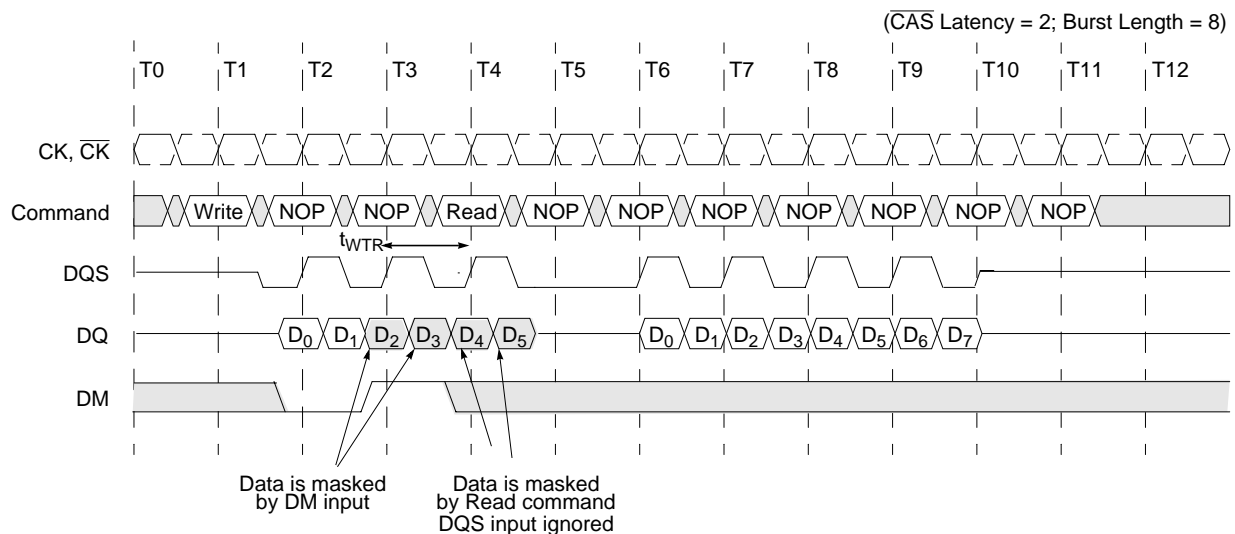 (CAS Latency = 2; Burst Length = 8)
T0 T1 T2 T3 T4 T5 T6 T7 T8 T9 T10 T11 T12
CK, CK
Command Write NOP NOP Read NOP NOP NOP NOP NOP NOP NOP
tWTR
DQS
DQ D0 D1 D2 D3 D4 D5 D0 D1 D2 D3 D4 D5 D6 D7
DM
Data is masked
by DM input
Data is masked
by Read command
DQS input ignored